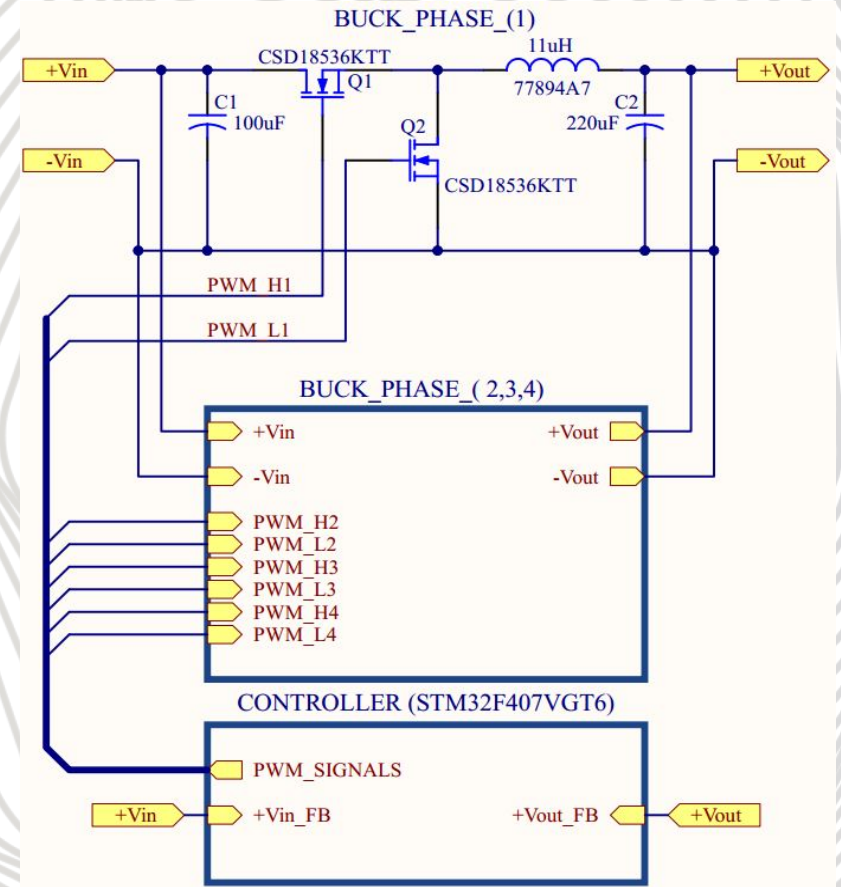 BUCK_PHASE_(1)
CSD18536KTT
11uH
+Vin
Q1
77894A7
+Vout
C1
100uF
C2
220uF
Q2
-Vin
-Vout
CSD18536KTT
PWM_H1
PWM_L1
BUCK_PHASE_( 2,3,4)
+Vin
+Vout
-Vin
-Vout
PWM_H2
PWM_L2
PWM_H3
PWM_L3
PWM_H4
PWM_L4
CONTROLLER (STM32F407VGT6)
PWM_SIGNALS
+Vin
+Vin_FB
+Vout_FB
+Vout